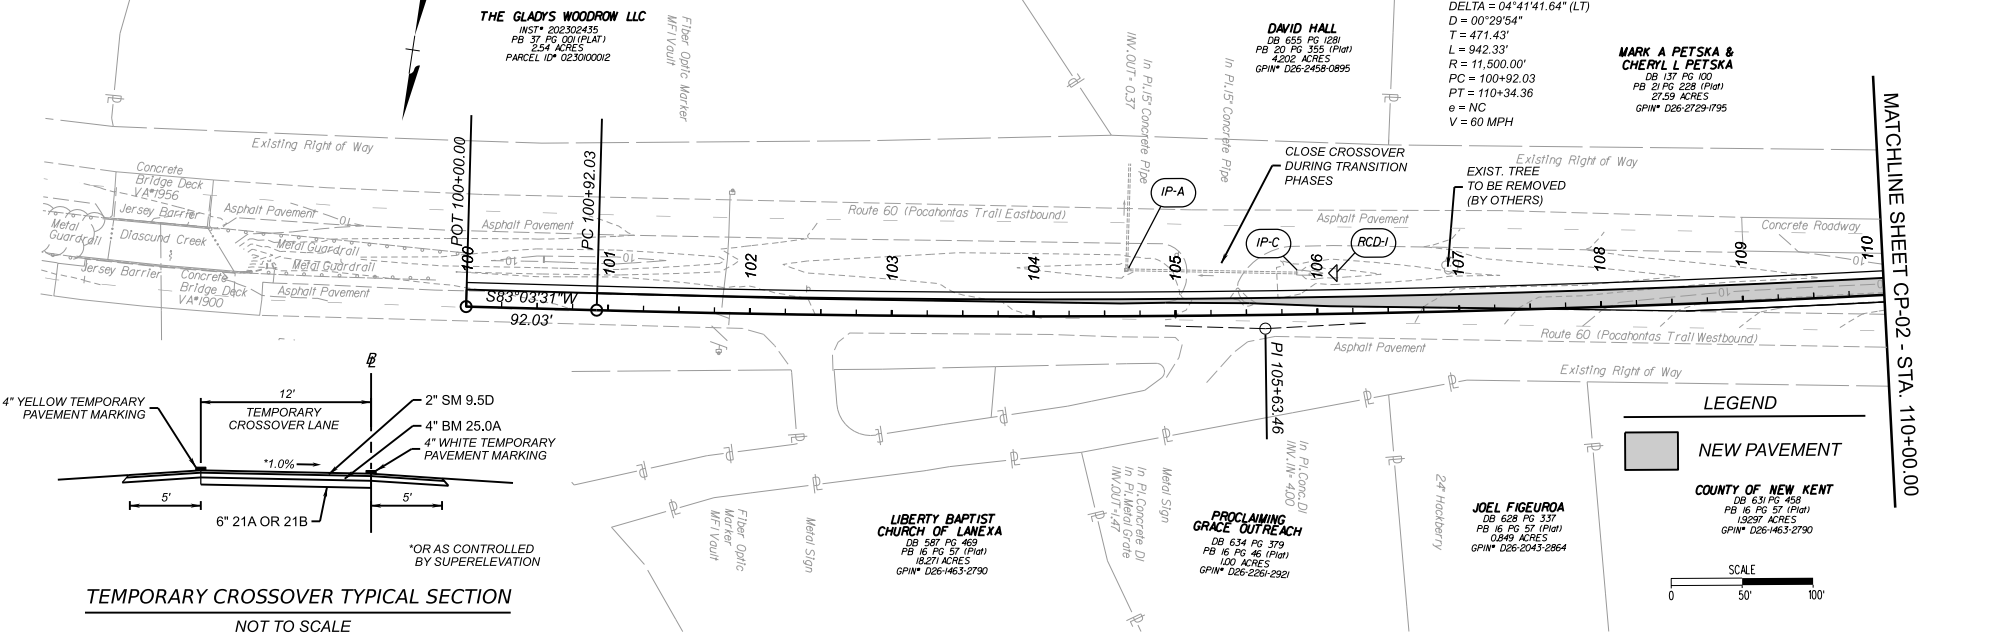 THE GLADYS WOODROW LLC
INST# 202302435
PB 37 PG 001(PLAT)
2.54 ACRES
PARCEL ID# 0230100012
Fiber Optic Marker
MFI Vault
DAVID HALL
DB 655 PG 1281
PB 20 PG 355 (Plat)
4.202 ACRES
GPIN# D26-2458-0895
DELTA = 04°41'41.64" (LT)
D = 00°29'54"
T = 471.43'
L = 942.33'
R = 11,500.00'
PC = 100+92.03
PT = 110+34.36
e = NC
V = 60 MPH
MARK A PETSKA &
CHERYL L PETSKA
DB 137 PG 100
PB 21 PG 228 (Plat)
27.59 ACRES
GPIN# D26-2729-1795
In Pl.15" Concrete Pipe
INV.OUT= 0.37
In Pl.15" Concrete Pipe
Existing Right of Way
Existing Right of Way
Concrete
Bridge Deck
VA#1956
Jersey Barrier
Asphalt Pavement
Metal
Guardrail
Diascund Creek
Metal Guardrail
Metal Guardrail
Jersey Barrier
Concrete
Bridge Deck
VA#1900
Asphalt Pavement
10
POT 100+00.00
PC 100+92.03
Asphalt Pavement
10
10
Route 60 (Pocahontas Trail Eastbound)
IP-A
CLOSE CROSSOVER
DURING TRANSITION
PHASES
IP-C
RCD-1
EXIST. TREE
TO BE REMOVED
(BY OTHERS)
Asphalt Pavement
Concrete Roadway
10
10
100
101
102
103
104
105
106
107
108
109
110
S83°03'31"W
92.03'
MATCHLINE SHEET CP-02 - STA. 110+00.00
Route 60 (Pocahontas Trail Westbound)
Asphalt Pavement
Existing Right of Way
PI 105+63.46
12'
4" YELLOW TEMPORARY
PAVEMENT MARKING
TEMPORARY
CROSSOVER LANE
2" SM 9.5D
4" BM 25.0A
4" WHITE TEMPORARY
PAVEMENT MARKING
*1.0%
5'
5'
6" 21A OR 21B
*OR AS CONTROLLED
BY SUPERELEVATION
TEMPORARY CROSSOVER TYPICAL SECTION
NOT TO SCALE
Fiber Optic
Marker
MFI Vault
Metal Sign
LIBERTY BAPTIST
CHURCH OF LANEXA
DB 587 PG 469
PB 16 PG 57 (Plat)
18.271 ACRES
GPIN# D26-1463-2790
Metal Sign
In Pl.Concrete DI
In Pl.Metal Grate
INV.OUT=1.47
PROCLAIMING
GRACE OUTREACH
DB 634 PG 379
PB 16 PG 46 (Plat)
1.00 ACRES
GPIN# D26-2261-2921
In Pl.Conc.DI
INV.IN= 4.00
24" Hackberry
JOEL FIGEUROA
DB 628 PG 337
PB 16 PG 57 (Plat)
0.849 ACRES
GPIN# D26-2043-2864
LEGEND
NEW PAVEMENT
COUNTY OF NEW KENT
DB 631 PG 458
PB 16 PG 57 (Plat)
1.9297 ACRES
GPIN# D26-1463-2790
SCALE
0 50' 100'